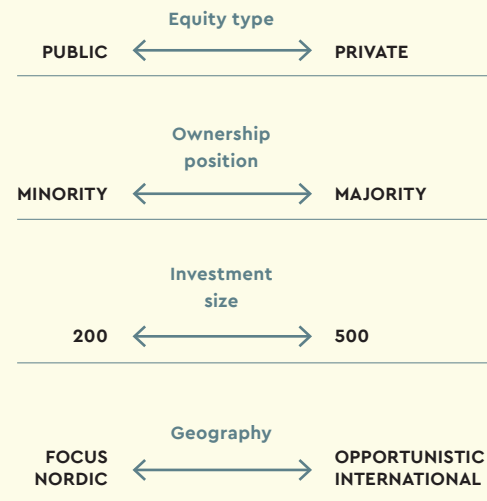 Equity type
PUBLIC PRIVATE
Ownership
position
MINORITY MAJORITY
Investment
size
200 500
Geography
FOCUS
NORDIC
OPPORTUNISTIC
INTERNATIONAL